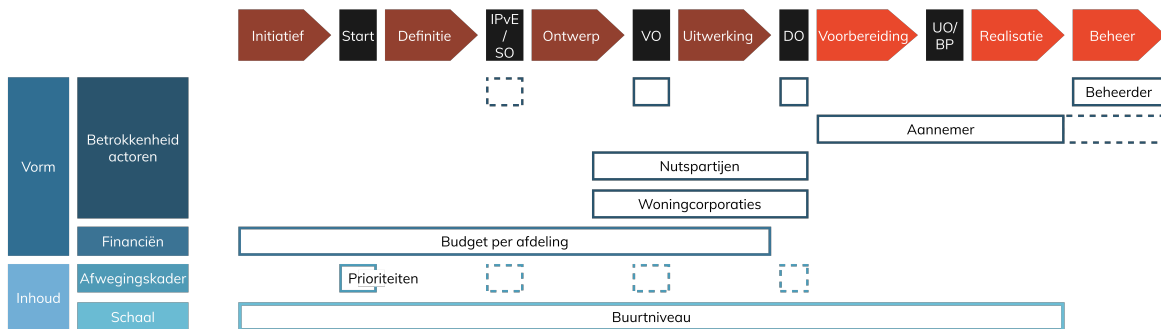 Initiatief
Start
Definitie
IPvE
/
SO
Ontwerp
VO
Uitwerking
DO
Voorbereiding
UO/
BP
Realisatie
Beheer
Vorm
Betrokkenheid
actoren
Beheerder
Aannemer
Nutspartijen
Woningcorporaties
Financiën
Budget per afdeling
Inhoud
Afwegingskader
Prioriteiten
Schaal
Buurtniveau